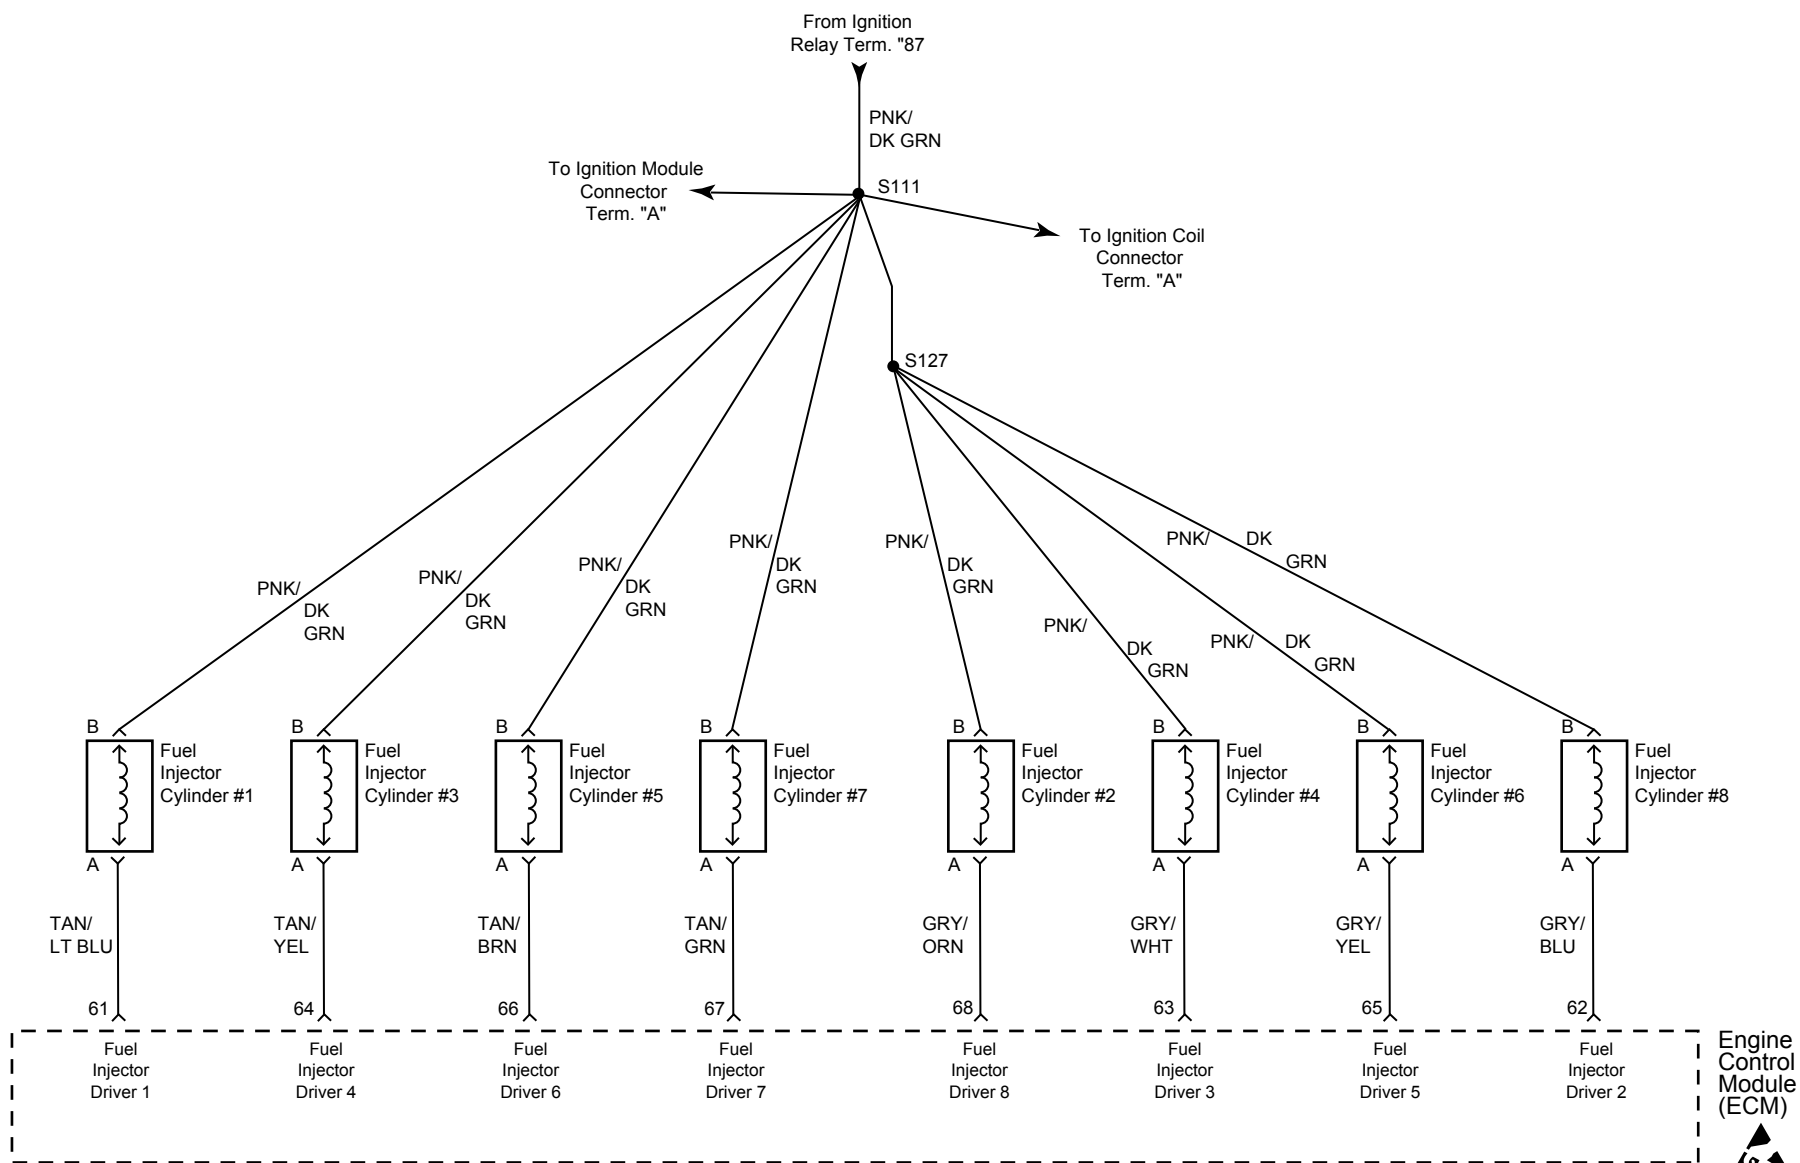 From Ignition
Relay Term. "87
PNK/
DK GRN
To Ignition Module
Connector
Term. "A"
S111
To Ignition Coil
Connector
Term. "A"
S127
PNK/
DK
GRN
PNK/
DK
GRN
PNK/
DK
GRN
PNK/
DK
GRN
PNK/
DK
GRN
PNK/
DK
GRN
PNK/
DK
GRN
PNK/
DK
GRN
B
Fuel
Injector
Cylinder #1
A
B
Fuel
Injector
Cylinder #3
A
B
Fuel
Injector
Cylinder #5
A
B
Fuel
Injector
Cylinder #7
A
B
Fuel
Injector
Cylinder #2
A
B
Fuel
Injector
Cylinder #4
A
B
Fuel
Injector
Cylinder #6
A
B
Fuel
Injector
Cylinder #8
A
TAN/
LT BLU
TAN/
YEL
TAN/
BRN
TAN/
GRN
GRY/
ORN
GRY/
WHT
GRY/
YEL
GRY/
BLU
61
64
66
67
68
63
65
62
Fuel
Injector
Driver 1
Fuel
Injector
Driver 4
Fuel
Injector
Driver 6
Fuel
Injector
Driver 7
Fuel
Injector
Driver 8
Fuel
Injector
Driver 3
Fuel
Injector
Driver 5
Fuel
Injector
Driver 2
Engine
Control
Module
(ECM)